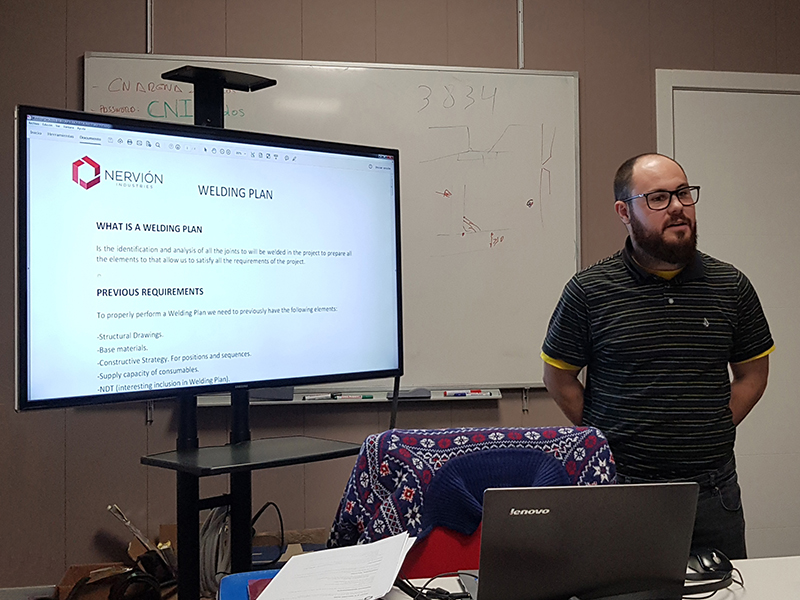 CN ARENA
PASSWORD: CNI dos
3834
NERVIÓN
INDUSTRIES
WELDING PLAN
WHAT IS A WELDING PLAN
Is the identification and analysis of all the joints to will be welded in the project to prepare all
the elements to that allow us to satisfy all the requirements of the project.
PREVIOUS REQUIREMENTS
To properly perform a Welding Plan we need to previously have the following elements:
-Structural Drawings.
-Base materials.
-Constructive Strategy. For positions and sequences.
-Supply capacity of consumables.
-NDT (interesting inclusion in Welding Plan).
lenovo